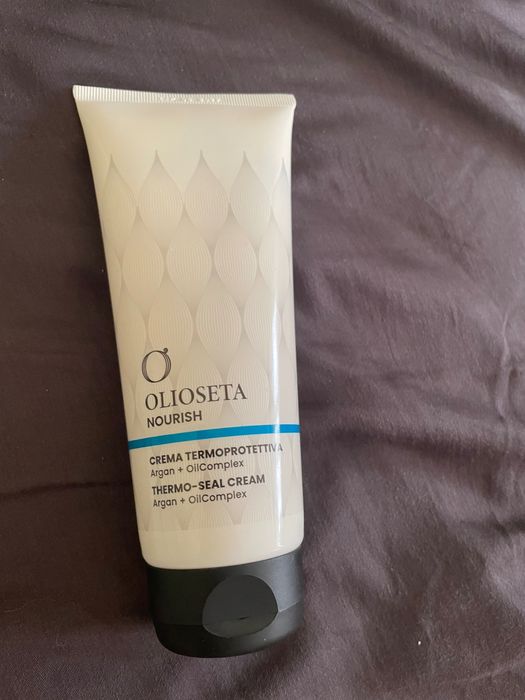 OLIOSETA
NOURISH
CREMA TERMOPROTETTIVA
Argan + OilComplex
THERMO-SEAL CREAM
Argan + OilComplex